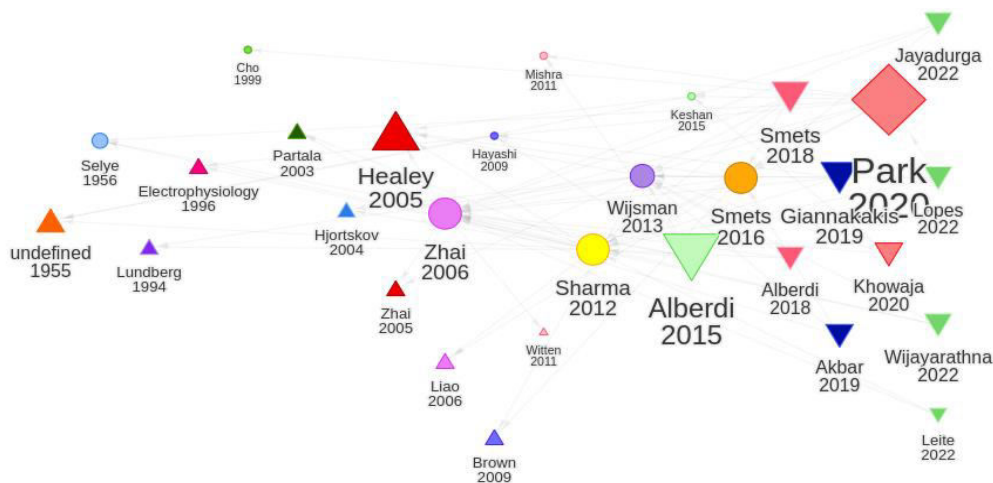 Cho
1999
Mishra
2011
Jayadurga
2022
Keshan
2015
Smets
2018
Selye
1956
Partala
2003
Healey
2005
Hayashi
2009
Park
2020
Electrophysiology
1996
Wijsman
2013
Smets
2016
Giannakakis
2019
Lopes
2022
undefined
1955
Lundberg
1994
Hjortskov
2004
Zhai
2006
Sharma
2012
Alberdi
2015
Alberdi
2018
Khowaja
2020
Zhai
2005
Witten
2011
Akbar
2019
Wijayarathna
2022
Liao
2006
Brown
2009
Leite
2022